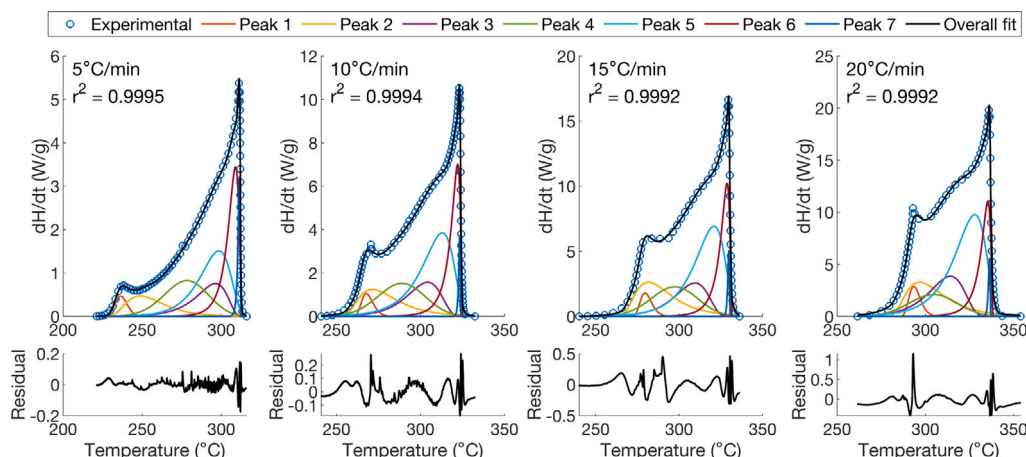 Experimental Peak 1 Peak 2 Peak 3 Peak 4 Peak 5 Peak 6 Peak 7 Overall fit
5°C/min
r² = 0.9995
dH/dt (W/g)
6
5
4
3
2
1
0
200 250 300
10°C/min
r² = 0.9994
dH/dt (W/g)
12
10
8
6
4
2
0
250 300 350
15°C/min
r² = 0.9992
dH/dt (W/g)
20
15
10
5
0
250 300 350
20°C/min
r² = 0.9992
dH/dt (W/g)
25
20
15
10
5
0
300 350
Residual
0.2
0
-0.2
200 250 300
Temperature (°C)
Residual
0.2
0.1
0
-0.1
250 300 350
Temperature (°C)
Residual
0.5
0
-0.5
250 300 350
Temperature (°C)
Residual
1
0.5
0
300 350
Temperature (°C)